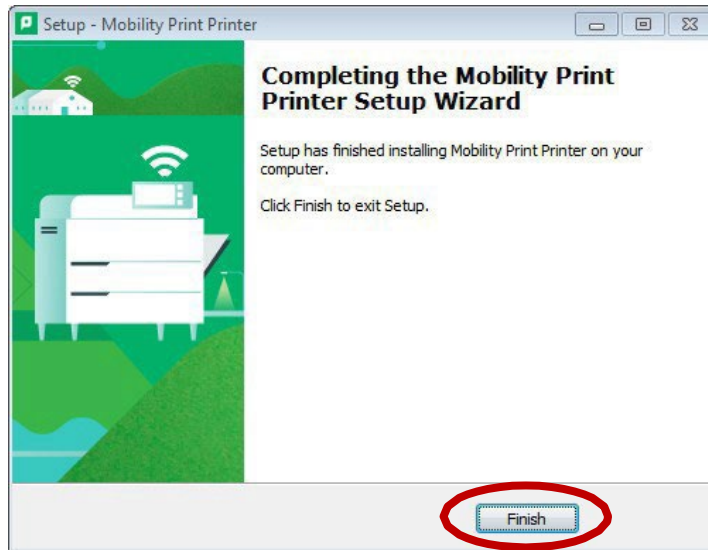 Setup - Mobility Print Printer
Completing the Mobility Print
Printer Setup Wizard
Setup has finished installing Mobility Print Printer on your
computer.
Click Finish to exit Setup.
Finish